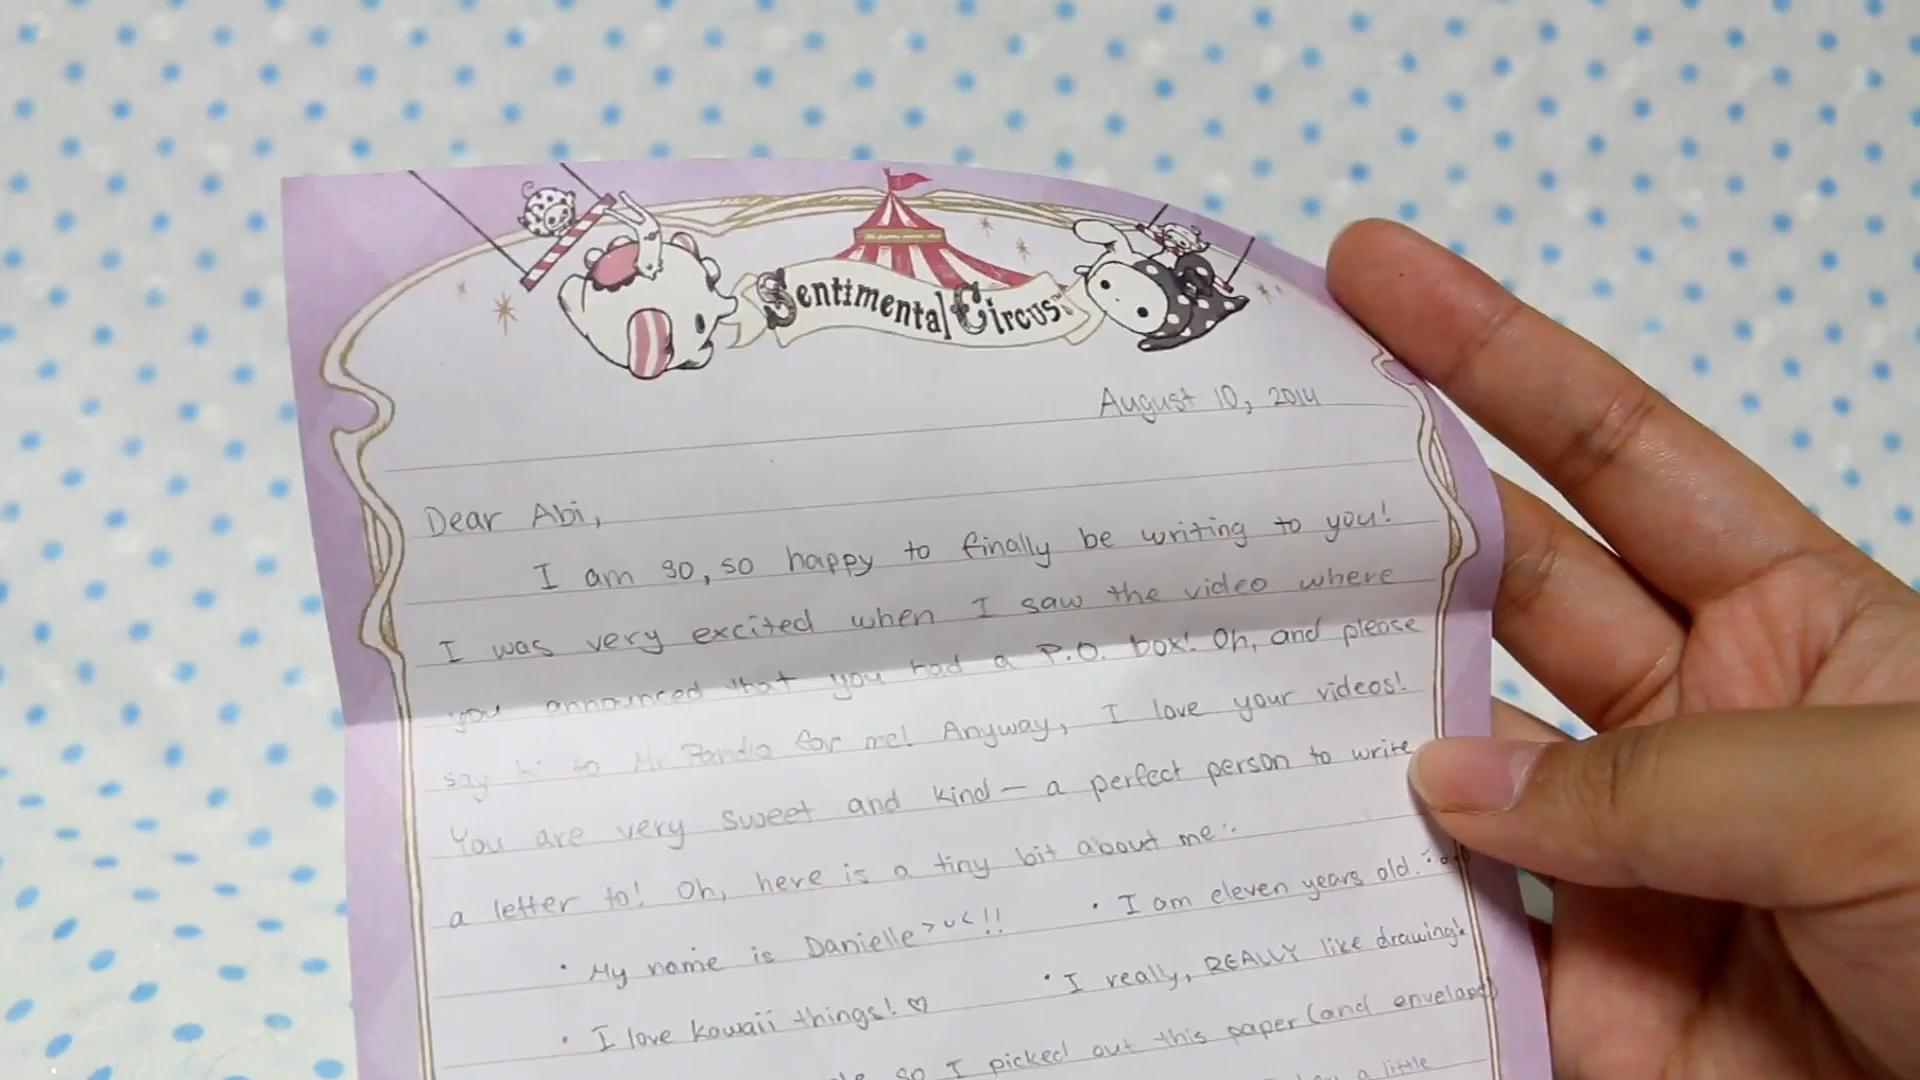 Sentimental Circus™
August 10, 2014
Dear Abi,
I am so, so happy to finally be writing to you!
I was very excited when I saw the video where
you announced that you had a P.O. box! Oh, and please
say hi to Mr Panda for me! Anyway, I love your videos!
You are very sweet and kind — a perfect person to write
a letter to! Oh, here is a tiny bit about me:
• My name is Danielle >u<!! • I am eleven years old.
• I love kawaii things! ♡ • I really, REALLY like drawing!
so I picked out this paper (and envelope)
a little